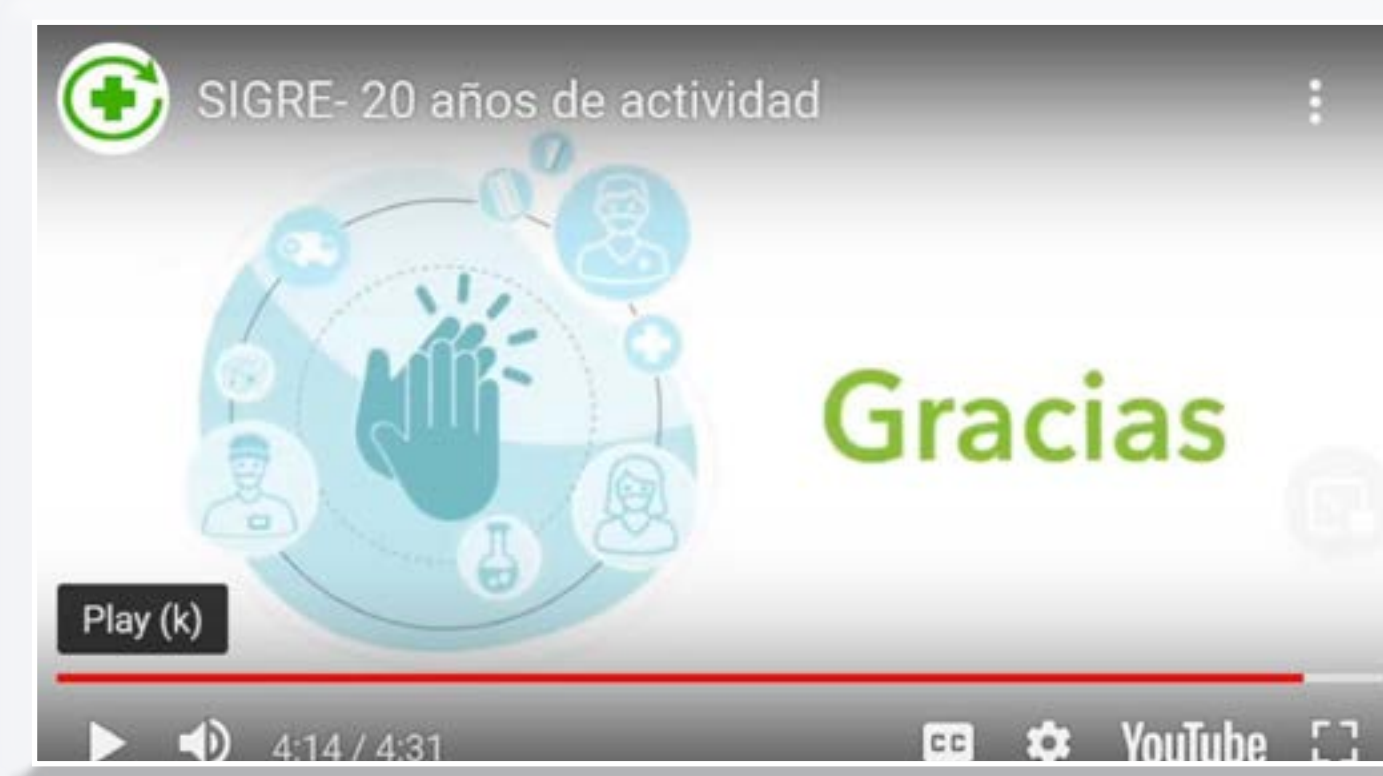 SIGRE- 20 años de actividad
Gracias
Play (k)
4:14 / 4:31
CC
YouTube